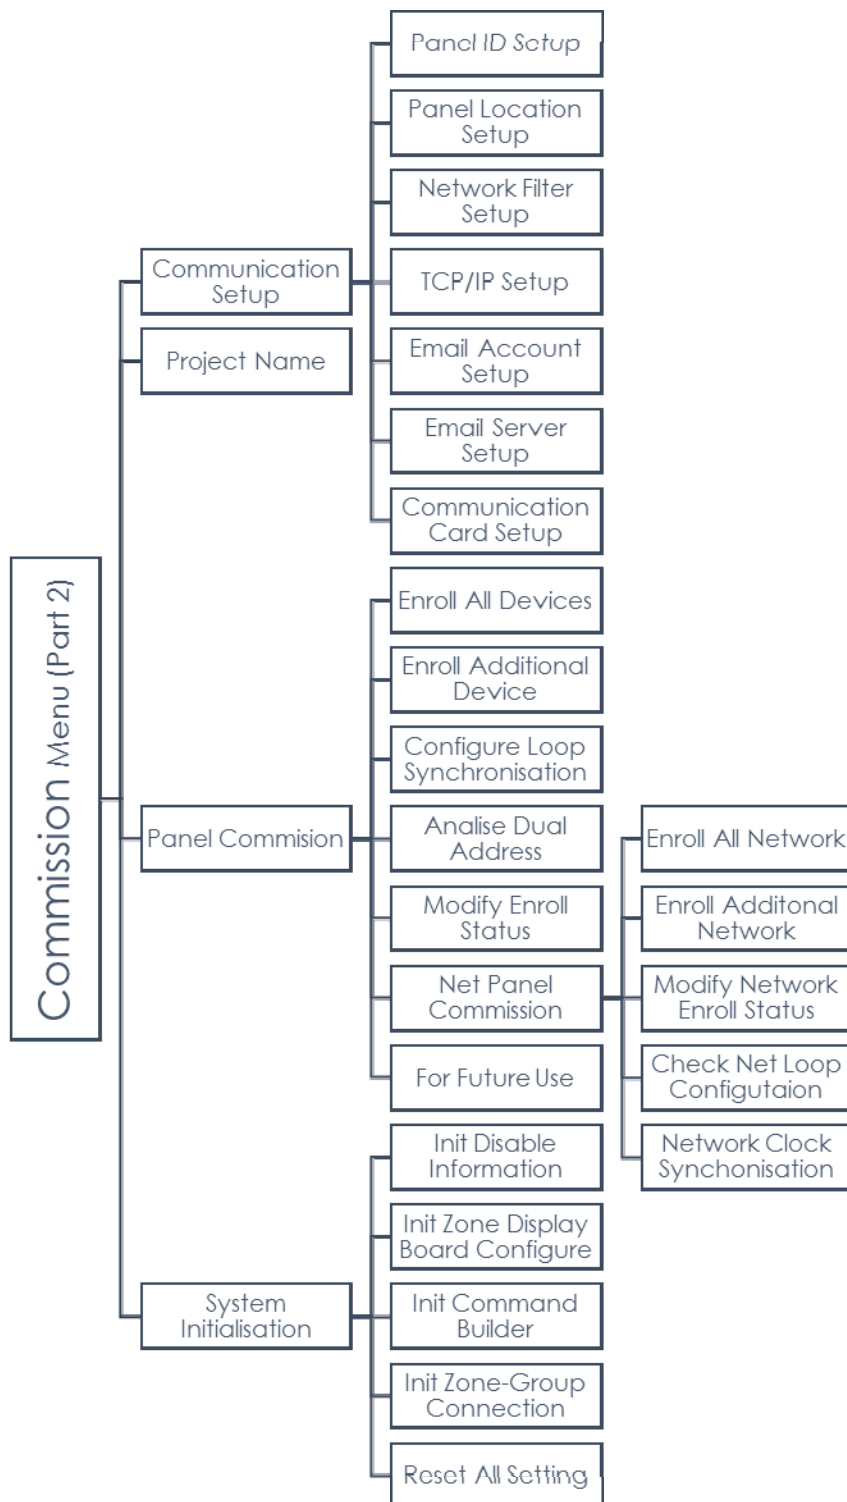 Commission Menu (Part 2)
Communication
Setup
Panel ID Setup
Panel Location
Setup
Network Filter
Setup
TCP/IP Setup
Email Account
Setup
Email Server
Setup
Communication
Card Setup
Project Name
Panel Commision
Enroll All Devices
Enroll Additional
Device
Configure Loop
Synchronisation
Analise Dual
Address
Modify Enroll
Status
Net Panel
Commission
Enroll All Network
Enroll Additonal
Network
Modify Network
Enroll Status
Check Net Loop
Configutaion
Network Clock
Synchonisation
For Future Use
System
Initialisation
Init Disable
Information
Init Zone Display
Board Configure
Init Command
Builder
Init Zone-Group
Connection
Reset All Setting